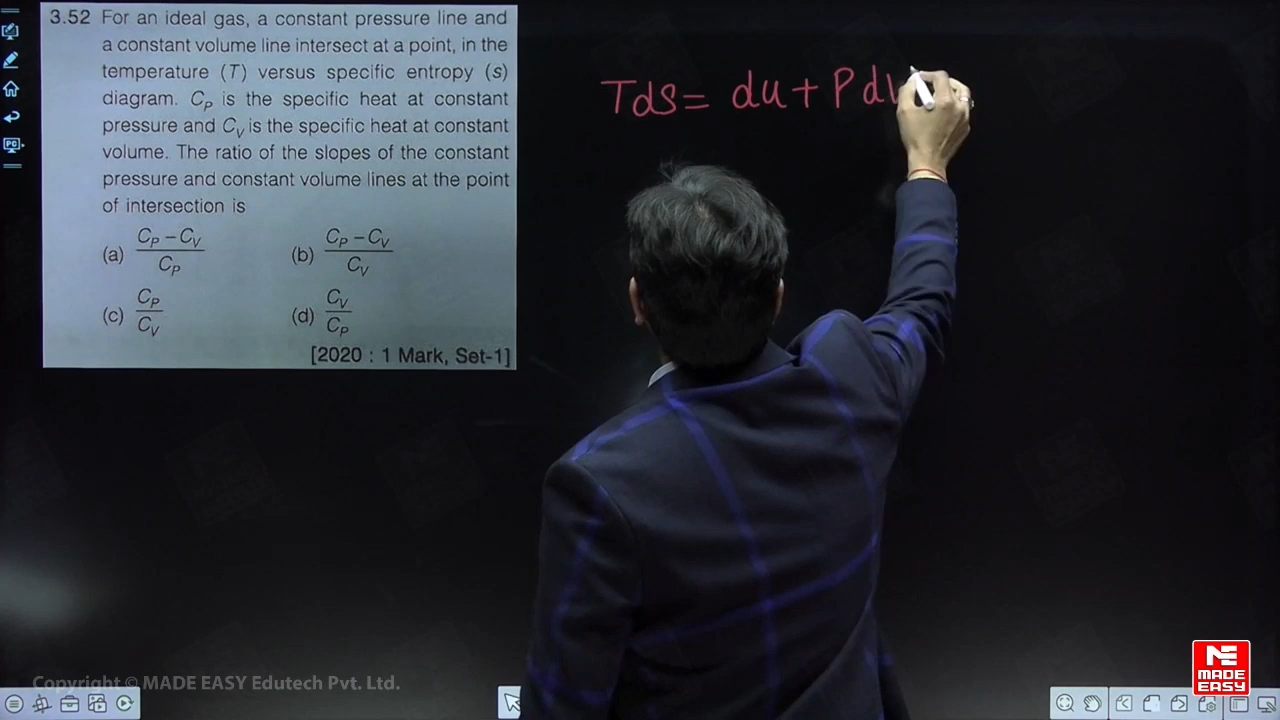 3.52 For an ideal gas, a constant pressure line and
a constant volume line intersect at a point, in the
temperature (T) versus specific entropy (s)
diagram. C_P is the specific heat at constant
pressure and C_V is the specific heat at constant
volume. The ratio of the slopes of the constant
pressure and constant volume lines at the point
of intersection is
(a) (C_P – C_V)/C_P (b) (C_P – C_V)/C_V
(c) C_P/C_V (d) C_V/C_P
[2020 : 1 Mark, Set-1]
Tds = du + P d
Copyright © MADE EASY Edutech Pvt. Ltd.
PC
ME
MADE
EASY